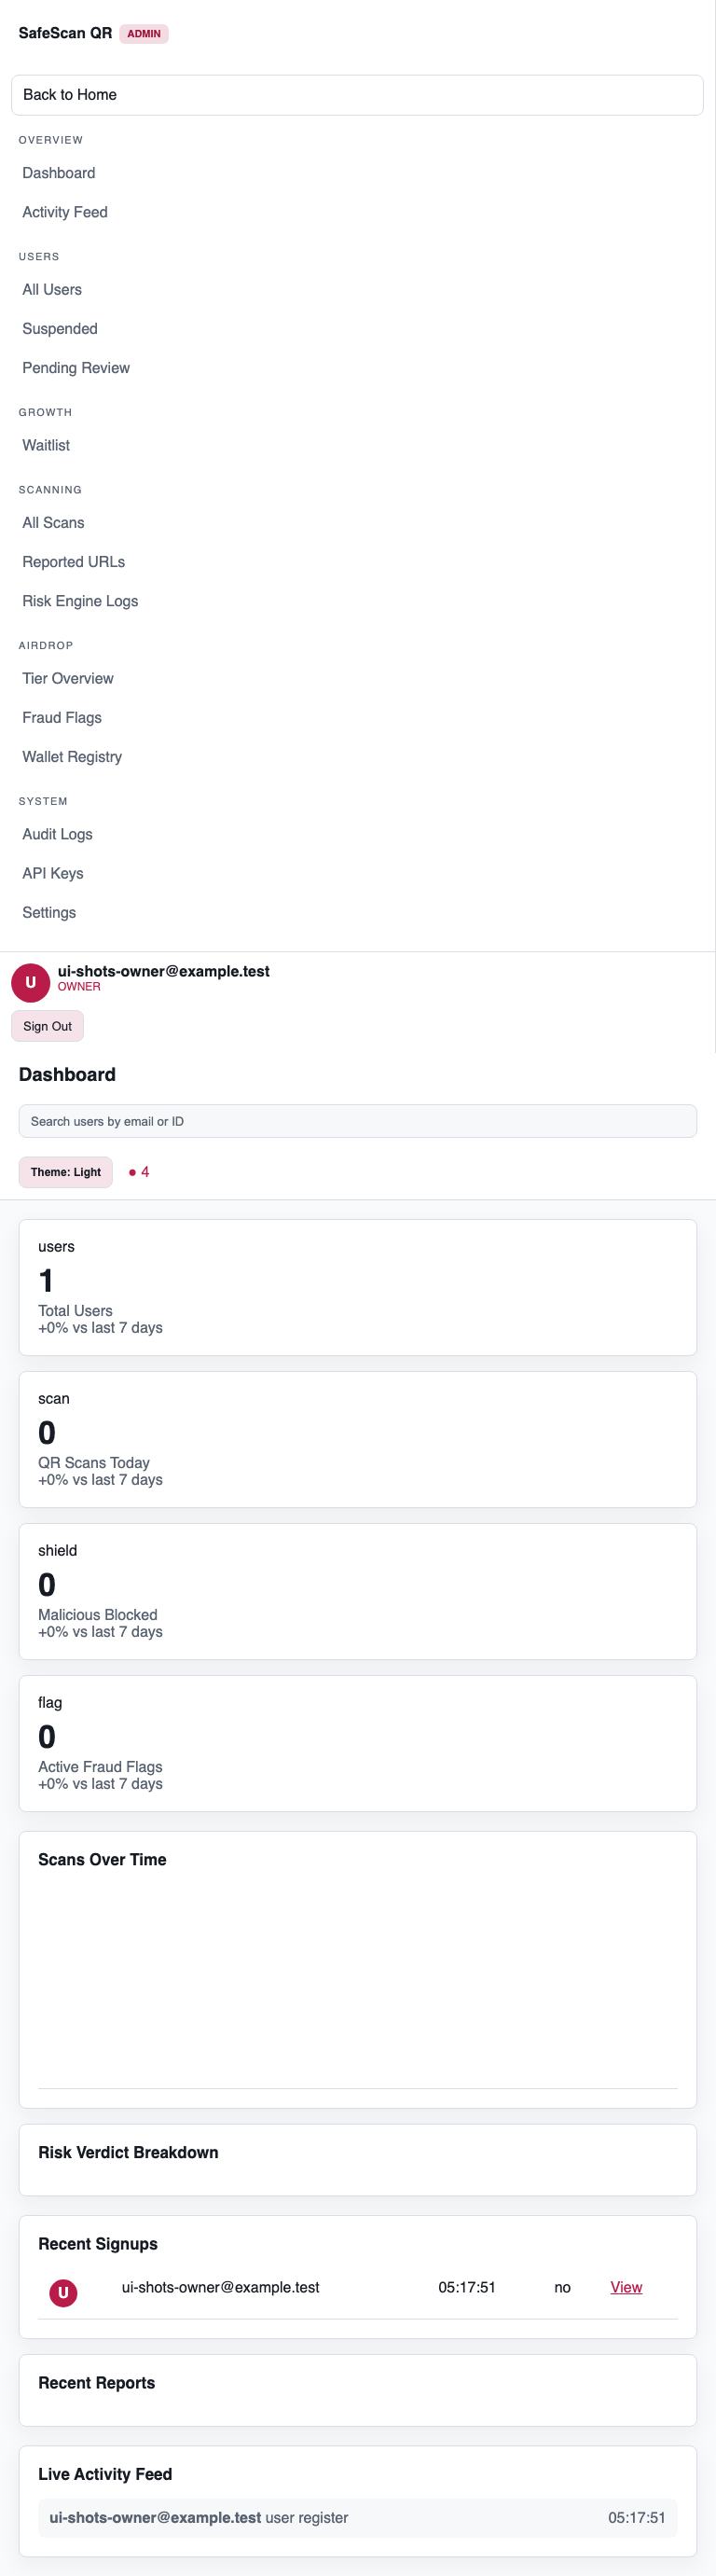 SafeScan QR ADMIN
Back to Home
OVERVIEW
Dashboard
Activity Feed
USERS
All Users
Suspended
Pending Review
GROWTH
Waitlist
SCANNING
All Scans
Reported URLs
Risk Engine Logs
AIRDROP
Tier Overview
Fraud Flags
Wallet Registry
SYSTEM
Audit Logs
API Keys
Settings
U ui-shots-owner@example.test
OWNER
Sign Out
Dashboard
Search users by email or ID
Theme: Light 4
users
1
Total Users
+0% vs last 7 days
scan
0
QR Scans Today
+0% vs last 7 days
shield
0
Malicious Blocked
+0% vs last 7 days
flag
0
Active Fraud Flags
+0% vs last 7 days
Scans Over Time
Risk Verdict Breakdown
Recent Signups
U ui-shots-owner@example.test 05:17:51 no View
Recent Reports
Live Activity Feed
ui-shots-owner@example.test user register 05:17:51